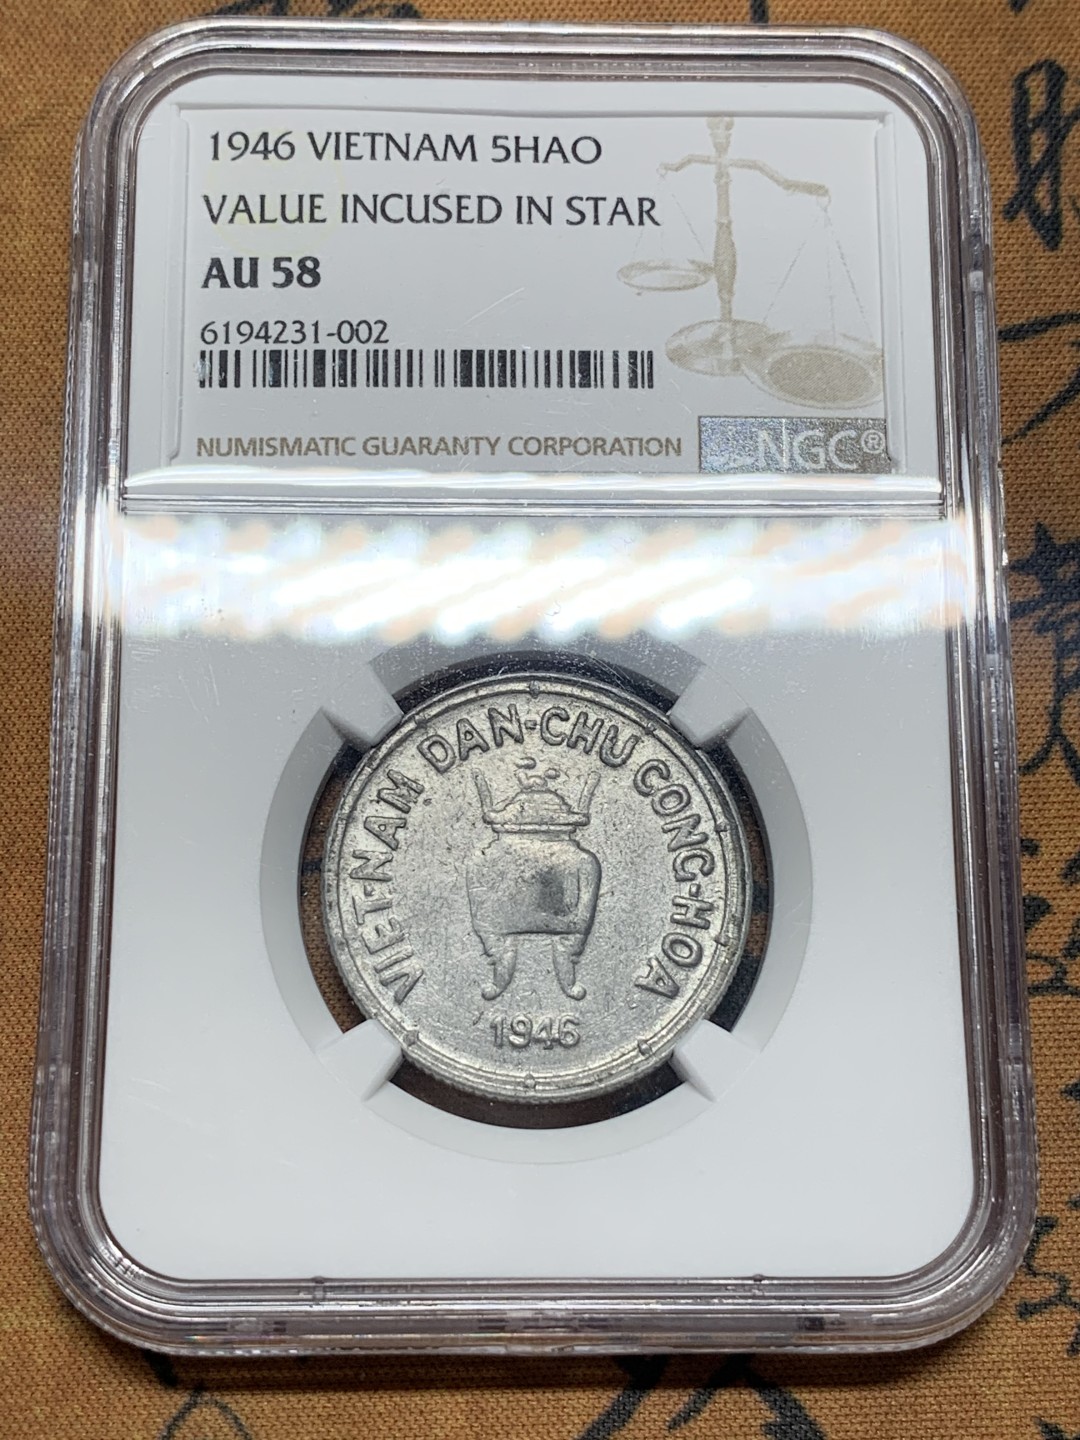 1946 VIETNAM 5HAO
VALUE INCUSED IN STAR
AU 58
6194231-002
NUMISMATIC GUARANTY CORPORATION
NGC®
VIET-NAM DAN-CHU CONG-HOA
1946